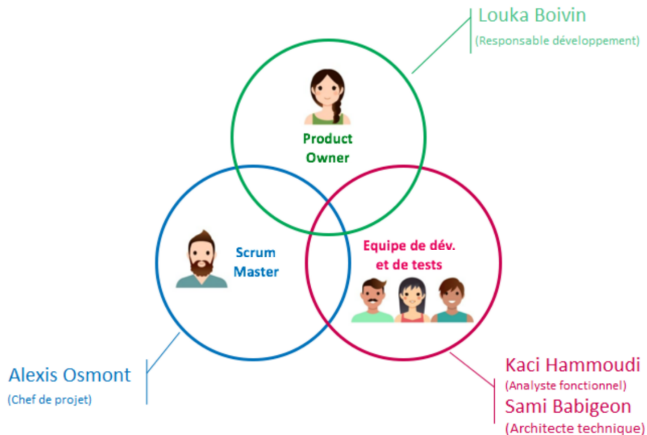 Louka Boivin
(Responsable développement)
Product
Owner
Scrum
Master
Equipe de dév.
et de tests
Alexis Osmont
(Chef de projet)
Kaci Hammoudi
(Analyste fonctionnel)
Sami Babigeon
(Architecte technique)